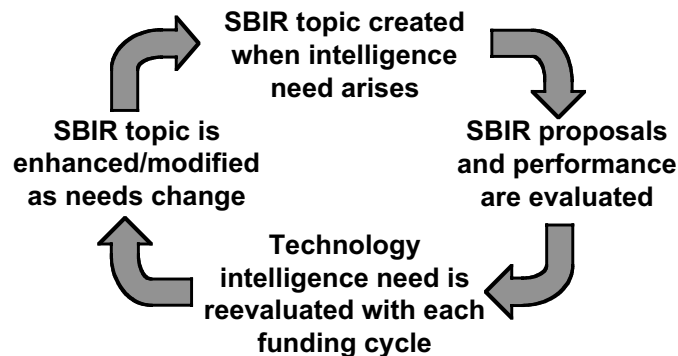 SBIR topic created
when intelligence
need arises
SBIR proposals
and performance
are evaluated
Technology
intelligence need is
reevaluated with each
funding cycle
SBIR topic is
enhanced/modified
as needs change